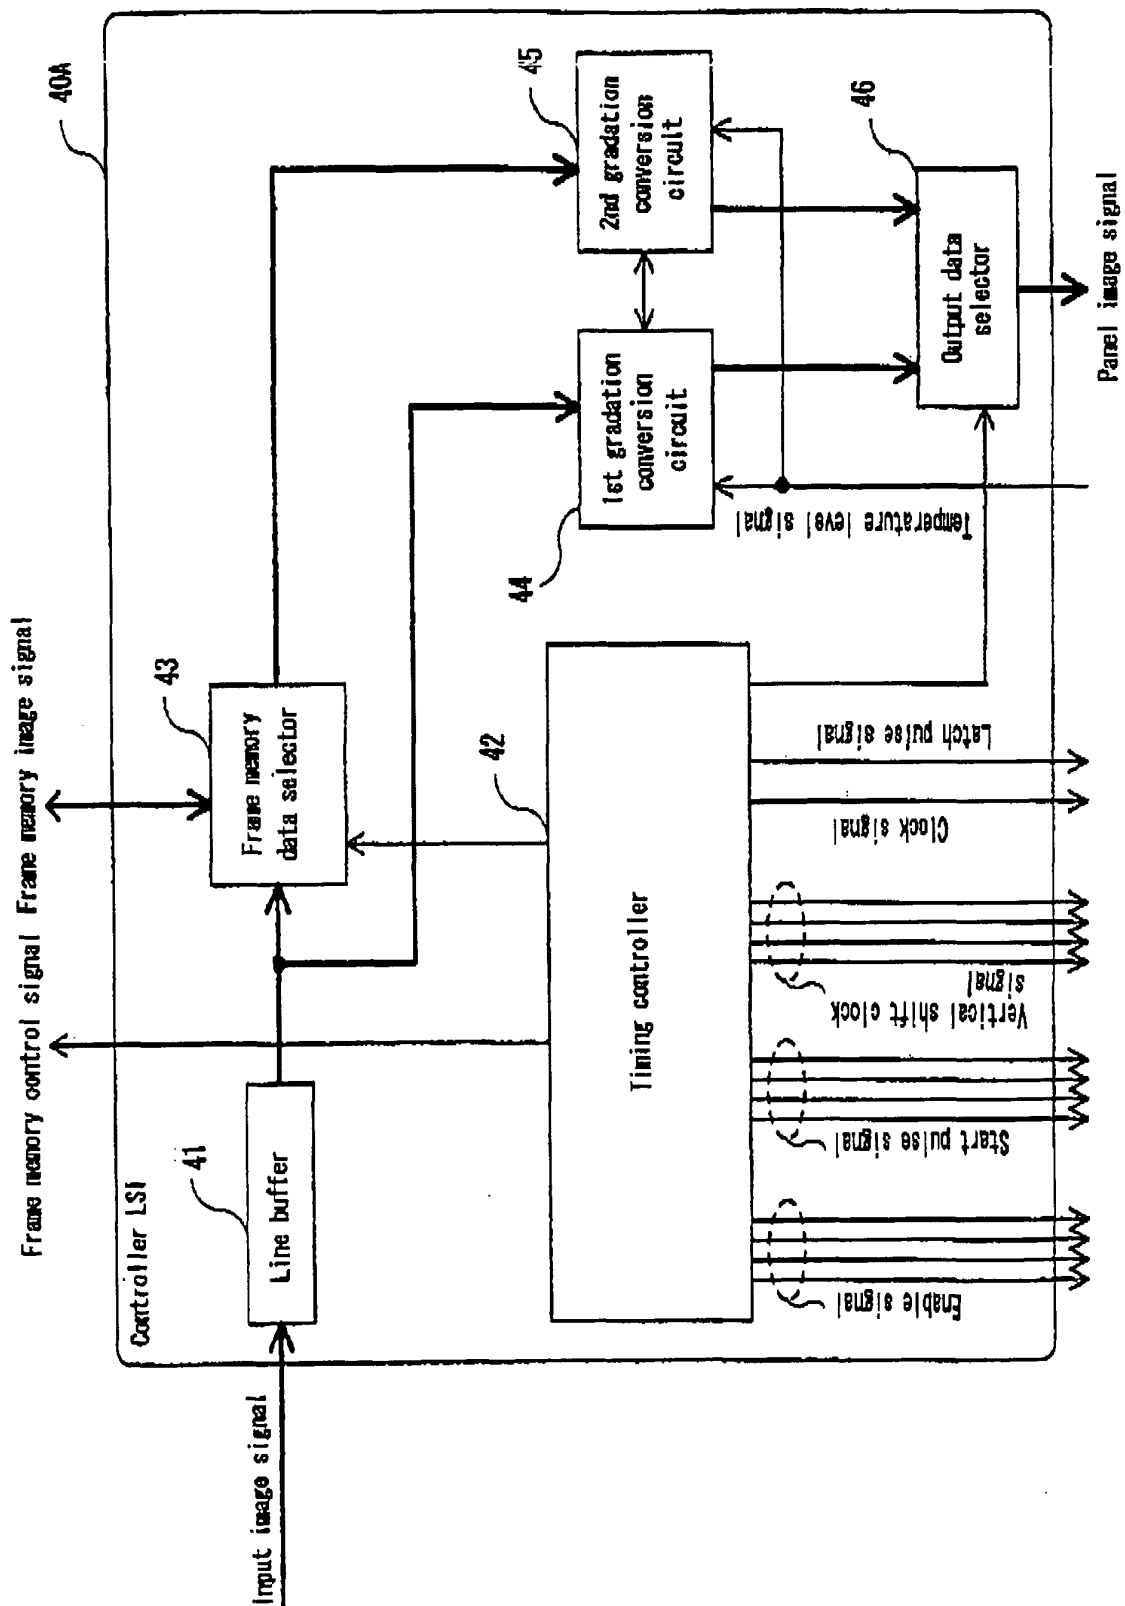 Frame memory control signal
Frame memory image signal
40A
Controller LSI
Input image signal
41
Line buffer
43
Frame memory
data selector
42
Timing controller
44
1st gradation
conversion
circuit
45
2nd gradation
conversion
circuit
46
Output data
selector
Temperature level signal
Enable signal
Start pulse signal
Vertical shift clock
signal
Clock signal
Latch pulse signal
Panel image signal